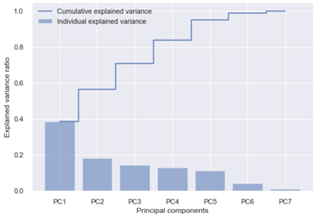 Cumulative explained variance
Individual explained variance
1.0
0.8
0.6
0.4
0.2
0.0
Explained variance ratio
PC1 PC2 PC3 PC4 PC5 PC6 PC7
Principal components